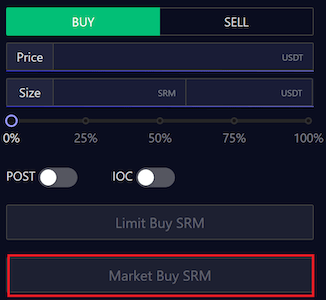 BUY SELL
Price USDT
Size SRM USDT
0% 25% 50% 75% 100%
POST IOC
Limit Buy SRM
Market Buy SRM